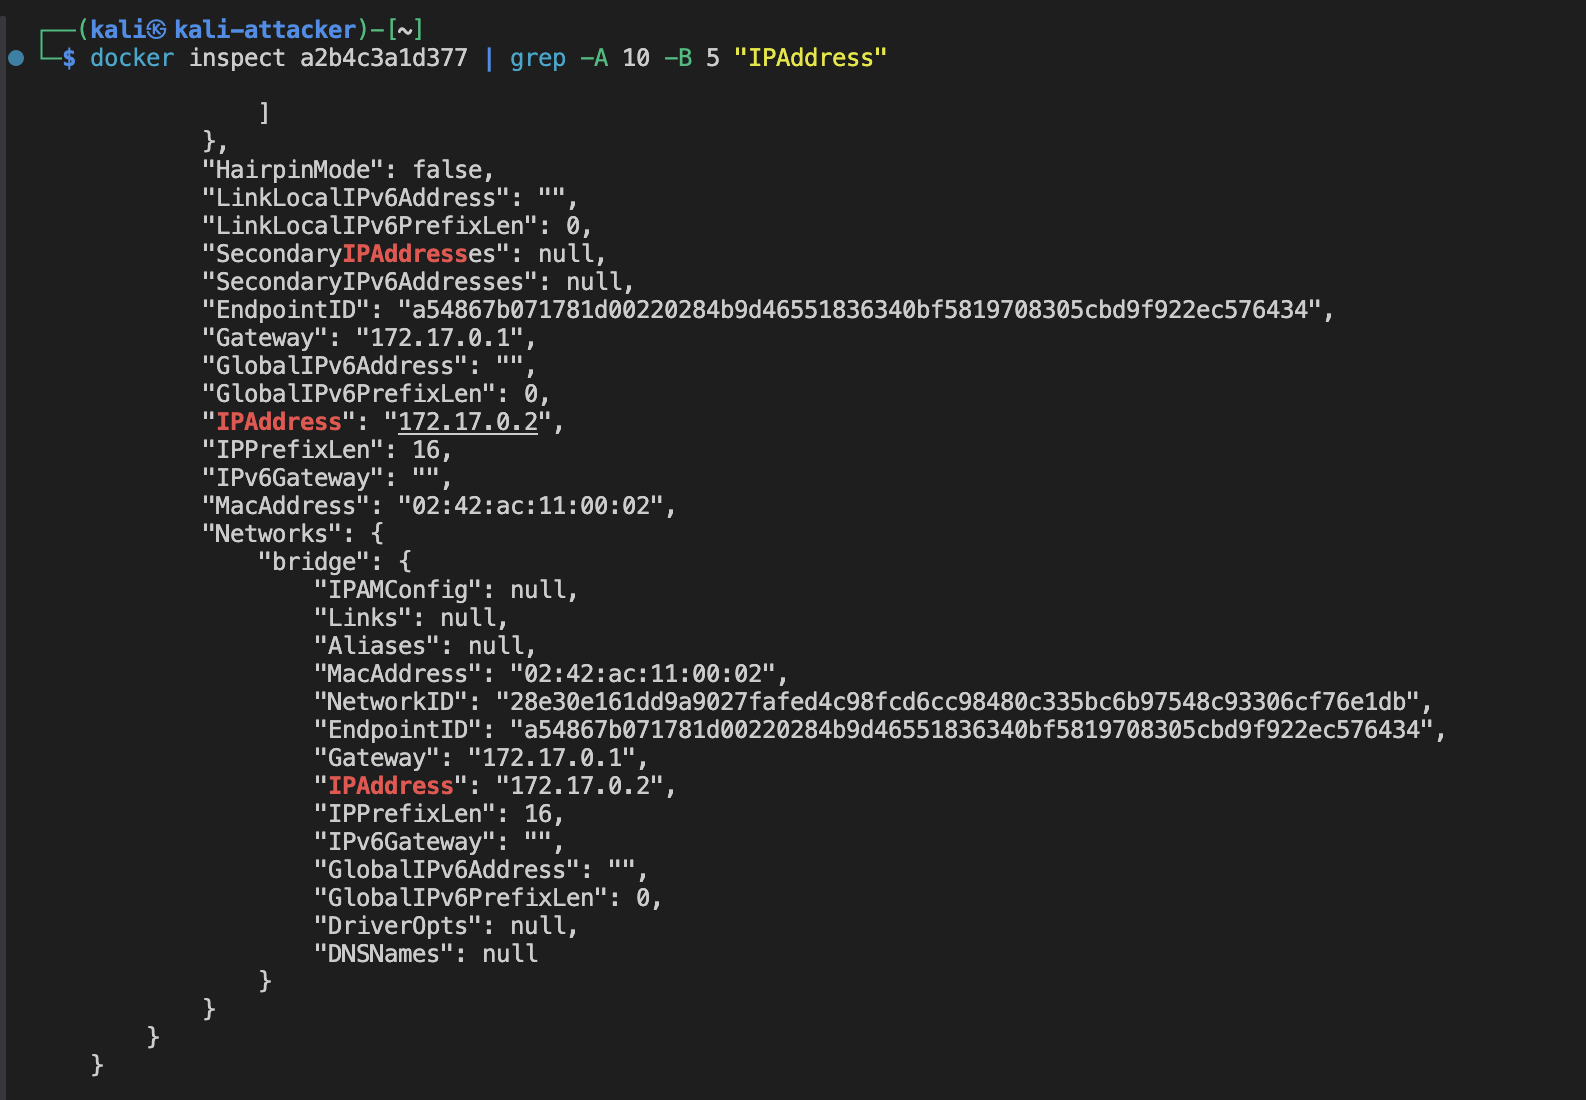 ┌──(kali㉿kali-attacker)-[~]
└─$ docker inspect a2b4c3a1d377 | grep -A 10 -B 5 "IPAddress"
]
},
"HairpinMode": false,
"LinkLocalIPv6Address": "",
"LinkLocalIPv6PrefixLen": 0,
"SecondaryIPAddresses": null,
"SecondaryIPv6Addresses": null,
"EndpointID": "a54867b071781d00220284b9d46551836340bf5819708305cbd9f922ec576434",
"Gateway": "172.17.0.1",
"GlobalIPv6Address": "",
"GlobalIPv6PrefixLen": 0,
"IPAddress": "172.17.0.2",
"IPPrefixLen": 16,
"IPv6Gateway": "",
"MacAddress": "02:42:ac:11:00:02",
"Networks": {
"bridge": {
"IPAMConfig": null,
"Links": null,
"Aliases": null,
"MacAddress": "02:42:ac:11:00:02",
"NetworkID": "28e30e161dd9a9027fafed4c98fcd6cc98480c335bc6b97548c93306cf76e1db",
"EndpointID": "a54867b071781d00220284b9d46551836340bf5819708305cbd9f922ec576434",
"Gateway": "172.17.0.1",
"IPAddress": "172.17.0.2",
"IPPrefixLen": 16,
"IPv6Gateway": "",
"GlobalIPv6Address": "",
"GlobalIPv6PrefixLen": 0,
"DriverOpts": null,
"DNSNames": null
}
}
}
}